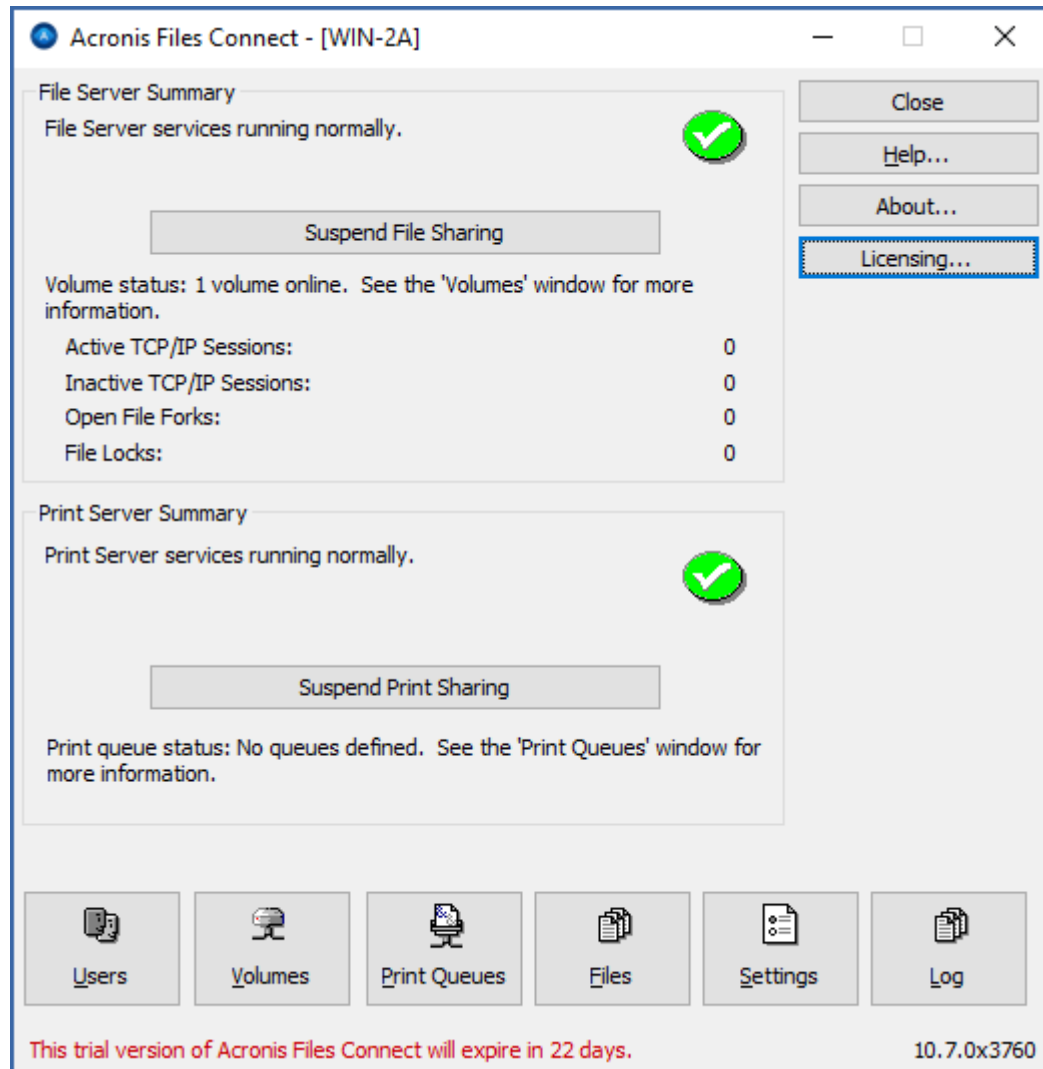 Acronis Files Connect - [WIN-2A]
File Server Summary
File Server services running normally.
Close
Help...
About...
Licensing...
Suspend File Sharing
Volume status: 1 volume online.  See the 'Volumes' window for more
information.
Active TCP/IP Sessions: 0
Inactive TCP/IP Sessions: 0
Open File Forks: 0
File Locks: 0
Print Server Summary
Print Server services running normally.
Suspend Print Sharing
Print queue status: No queues defined.  See the 'Print Queues' window for
more information.
Users
Volumes
Print Queues
Files
Settings
Log
This trial version of Acronis Files Connect will expire in 22 days.
10.7.0x3760